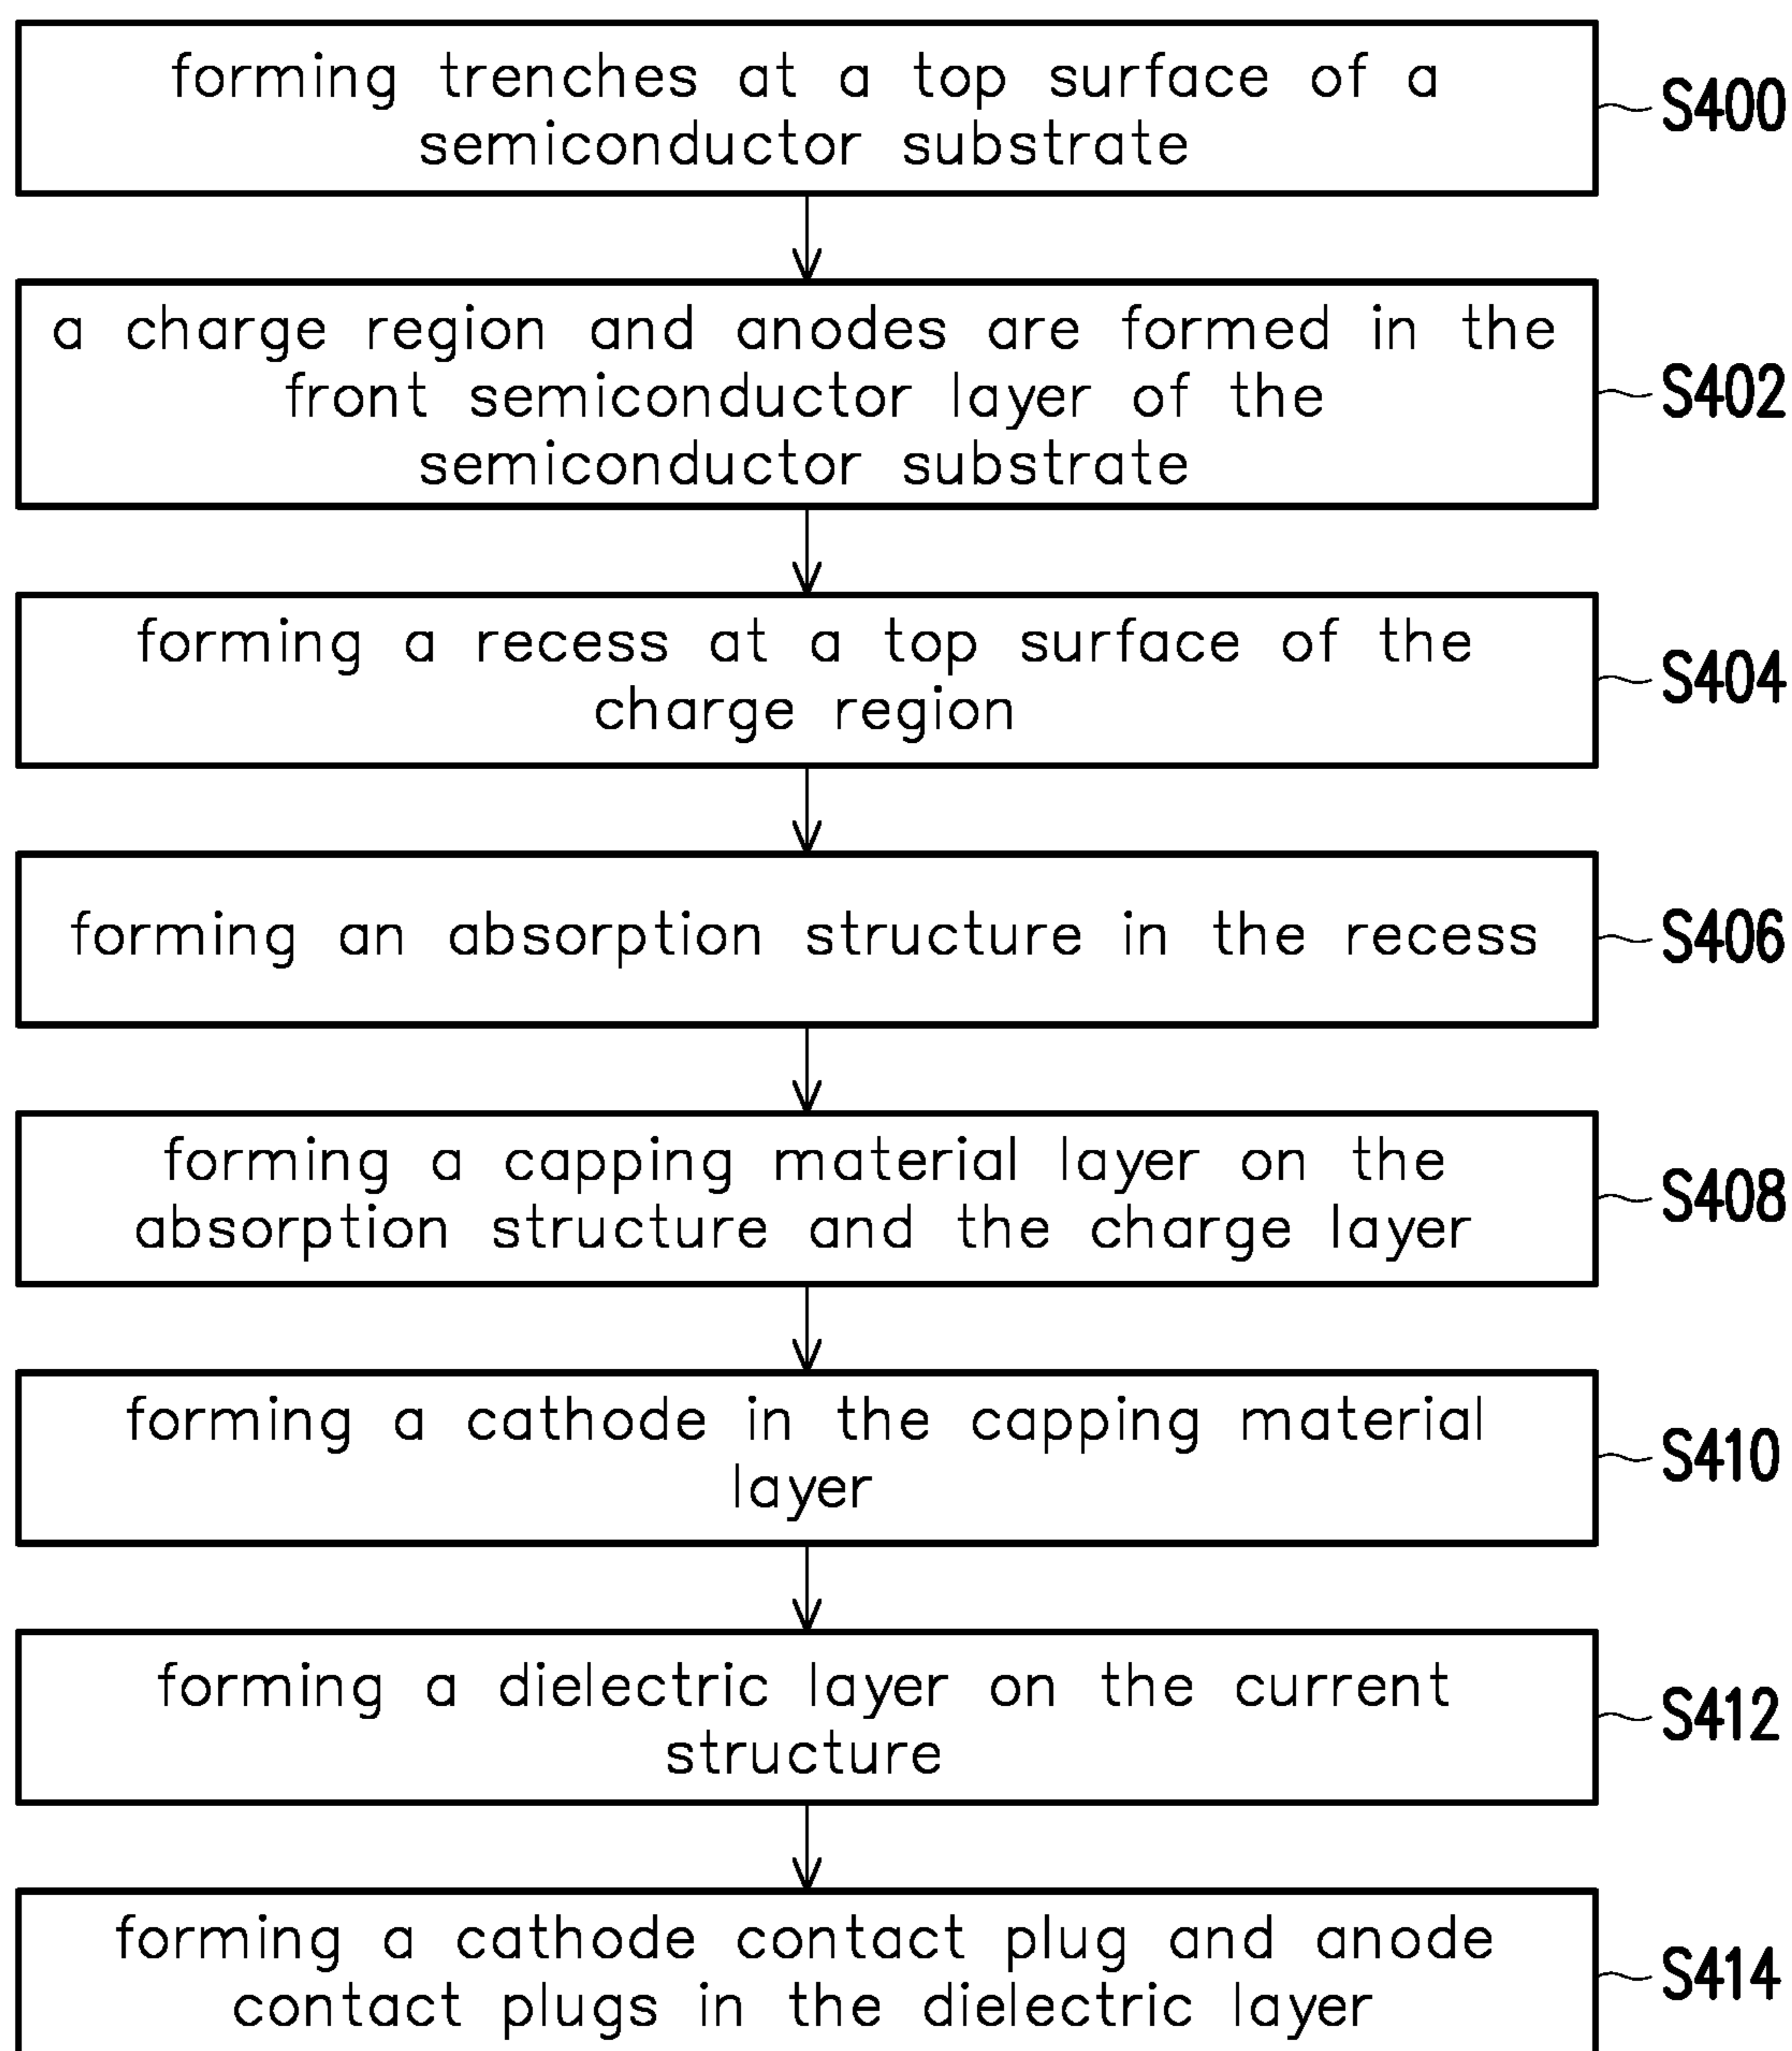 forming trenches at a top surface of a
semiconductor substrate
S400
a charge region and anodes are formed in the
front semiconductor layer of the
semiconductor substrate
S402
forming a recess at a top surface of the
charge region
S404
forming an absorption structure in the recess
S406
forming a capping material layer on the
absorption structure and the charge layer
S408
forming a cathode in the capping material
layer
S410
forming a dielectric layer on the current
structure
S412
forming a cathode contact plug and anode
contact plugs in the dielectric layer
S414